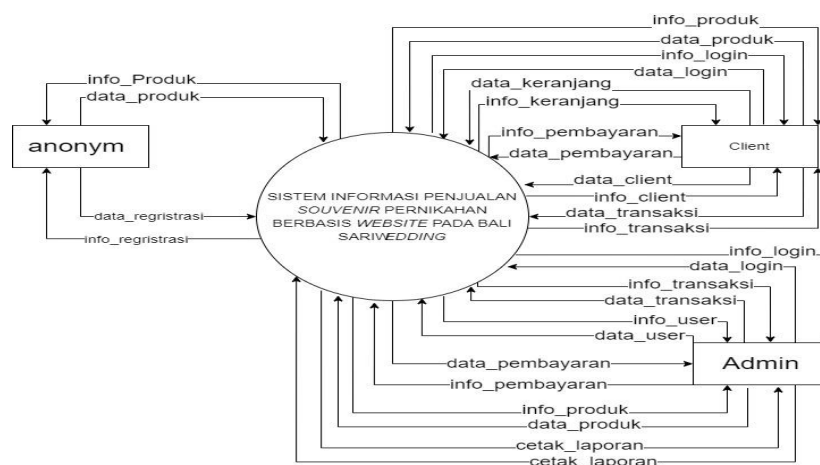 info_produk
data_produk
info_login
data_login
data_keranjang
info_keranjang
info_pembayaran
data_pembayaran
Client
data_client
info_client
data_transaksi
info_transaksi
info_Produk
data_produk
anonym
data_regristrasi
info_regristrasi
SISTEM INFORMASI PENJUALAN
SOUVENIR PERNIKAHAN
BERBASIS WEBSITE PADA BALI
SARIWEDDING
info_login
data_login
info_transaksi
data_transaksi
info_user
data_user
Admin
data_pembayaran
info_pembayaran
info_produk
data_produk
cetak_laporan
cetak_laporan